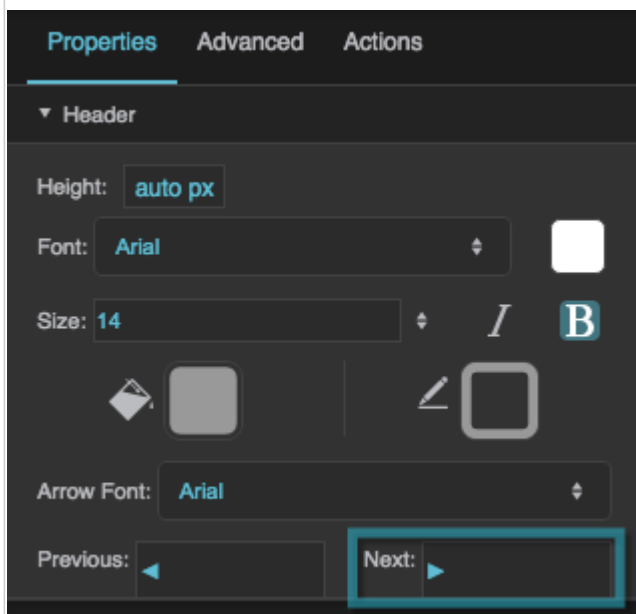 Properties Advanced Actions
▼ Header
Height: auto px
Font: Arial
Size: 14 I B
Arrow Font: Arial
Previous: ◀ Next: ▶